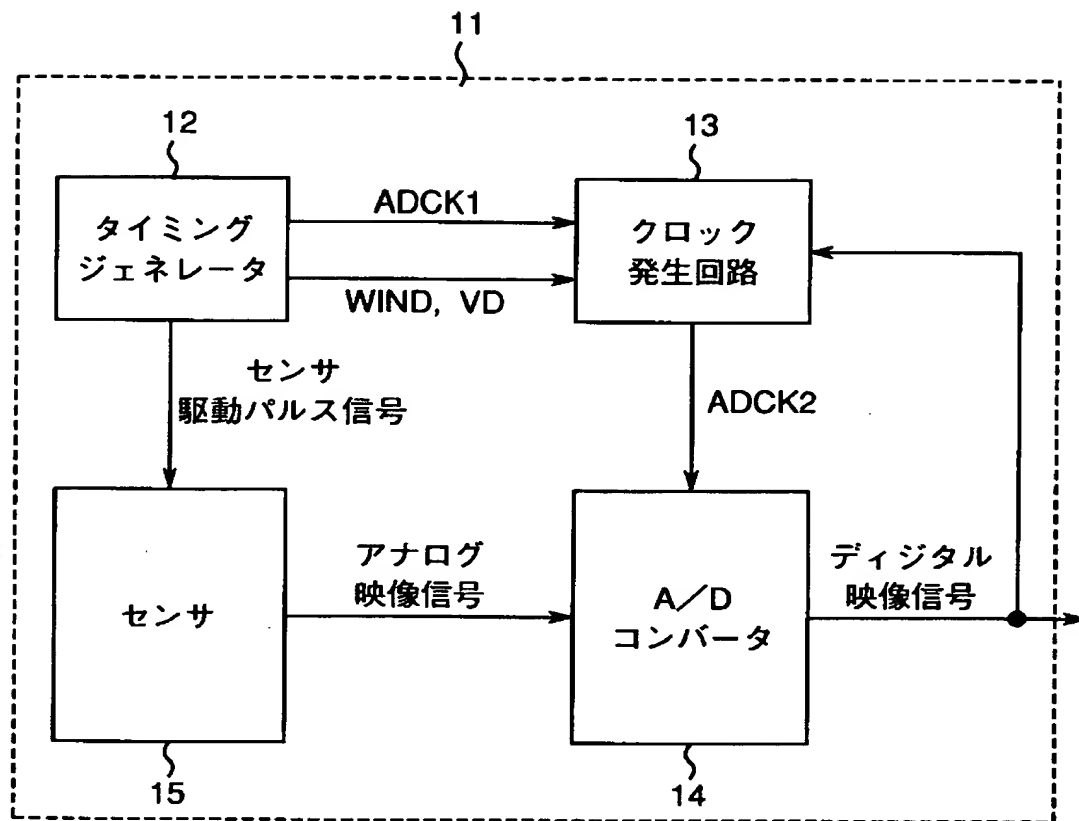 11
12
13
タイミング
ジェネレータ
ADCK1
WIND, VD
クロック
発生回路
センサ
駆動パルス信号
ADCK2
センサ
アナログ
映像信号
A／D
コンバータ
ディジタル
映像信号
15
14